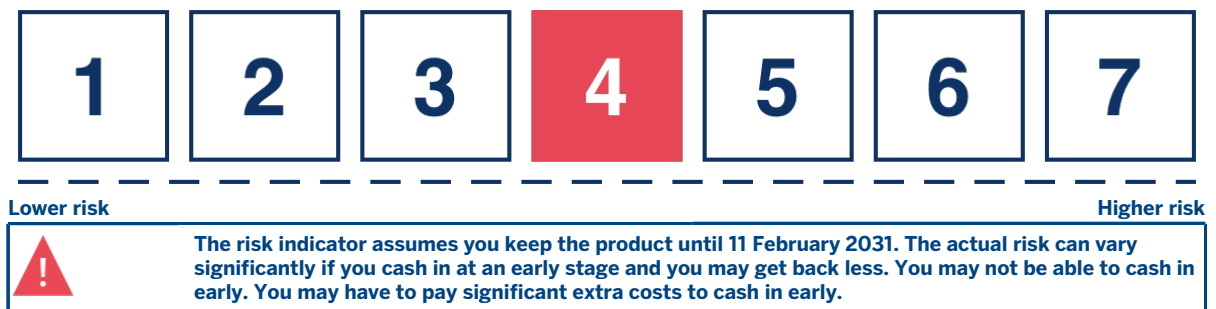 1 2 3 4 5 6 7
Lower risk Higher risk
!
The risk indicator assumes you keep the product until 11 February 2031. The actual risk can vary
significantly if you cash in at an early stage and you may get back less. You may not be able to cash in
early. You may have to pay significant extra costs to cash in early.